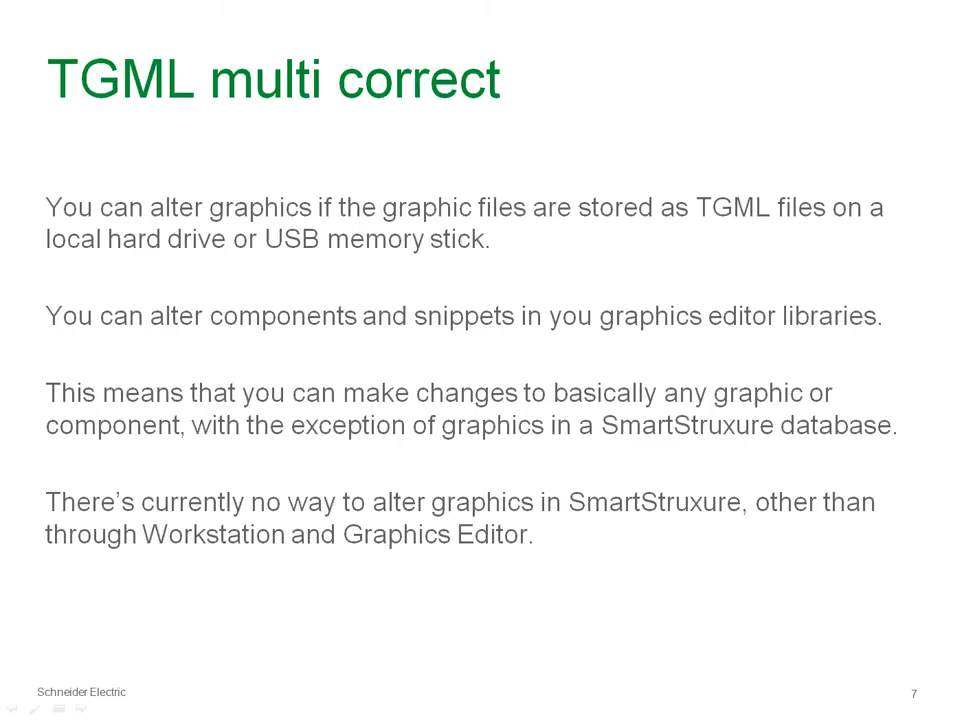 TGML multi correct
You can alter graphics if the graphic files are stored as TGML files on a
local hard drive or USB memory stick.
You can alter components and snippets in you graphics editor libraries.
This means that you can make changes to basically any graphic or
component, with the exception of graphics in a SmartStruxure database.
There’s currently no way to alter graphics in SmartStruxure, other than
through Workstation and Graphics Editor.
Schneider Electric
7